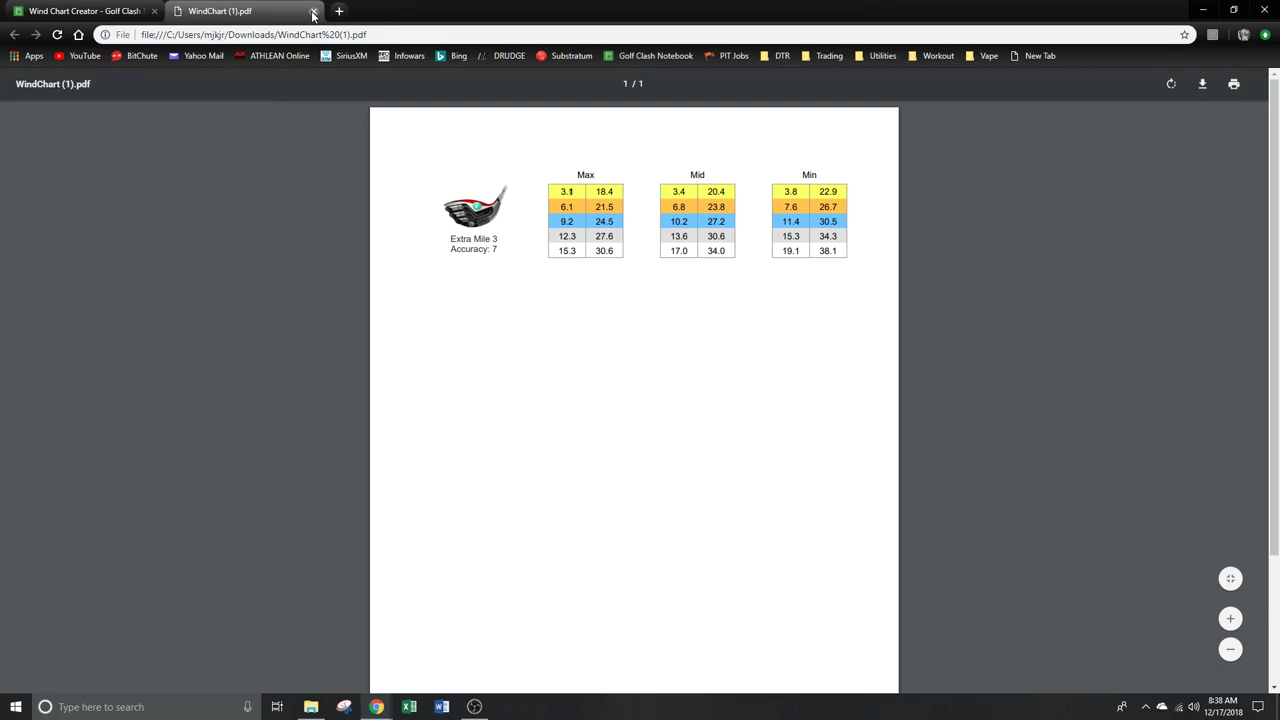 Wind Chart Creator - Golf Clash
WindChart (1).pdf
File file:///C:/Users/mjkjr/Downloads/WindChart%20(1).pdf
Apps YouTube BitChute Yahoo Mail ATHLEAN Online SiriusXM Infowars Bing DRUDGE Substratum Golf Clash Notebook PIT Jobs DTR Trading Utilities Workout Vape New Tab
WindChart (1).pdf 1 / 1
Max Mid Min
3.1 18.4 3.4 20.4 3.8 22.9
6.1 21.5 6.8 23.8 7.6 26.7
9.2 24.5 10.2 27.2 11.4 30.5
12.3 27.6 13.6 30.6 15.3 34.3
15.3 30.6 17.0 34.0 19.1 38.1
Extra Mile 3
Accuracy: 7
Type here to search
8:38 AM
12/17/2018